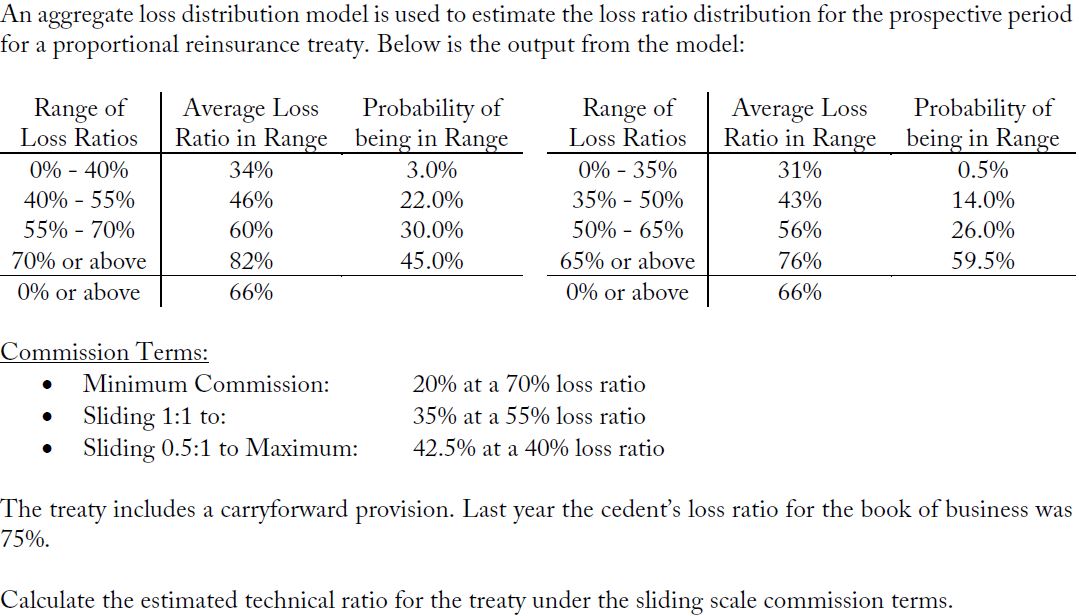 An aggregate loss distribution model is used to estimate the loss ratio distribution for the prospective period
for a proportional reinsurance treaty. Below is the output from the model:
Range of Average Loss Probability of Range of Average Loss Probability of
Loss Ratios Ratio in Range being in Range Loss Ratios Ratio in Range being in Range
0% - 40% 34% 3.0% 0% - 35% 31% 0.5%
40% - 55% 46% 22.0% 35% - 50% 43% 14.0%
55% - 70% 60% 30.0% 50% - 65% 56% 26.0%
70% or above 82% 45.0% 65% or above 76% 59.5%
0% or above 66% 0% or above 66%
Commission Terms:
• Minimum Commission: 20% at a 70% loss ratio
• Sliding 1:1 to: 35% at a 55% loss ratio
• Sliding 0.5:1 to Maximum: 42.5% at a 40% loss ratio
The treaty includes a carryforward provision. Last year the cedent's loss ratio for the book of business was
75%.
Calculate the estimated technical ratio for the treaty under the sliding scale commission terms.